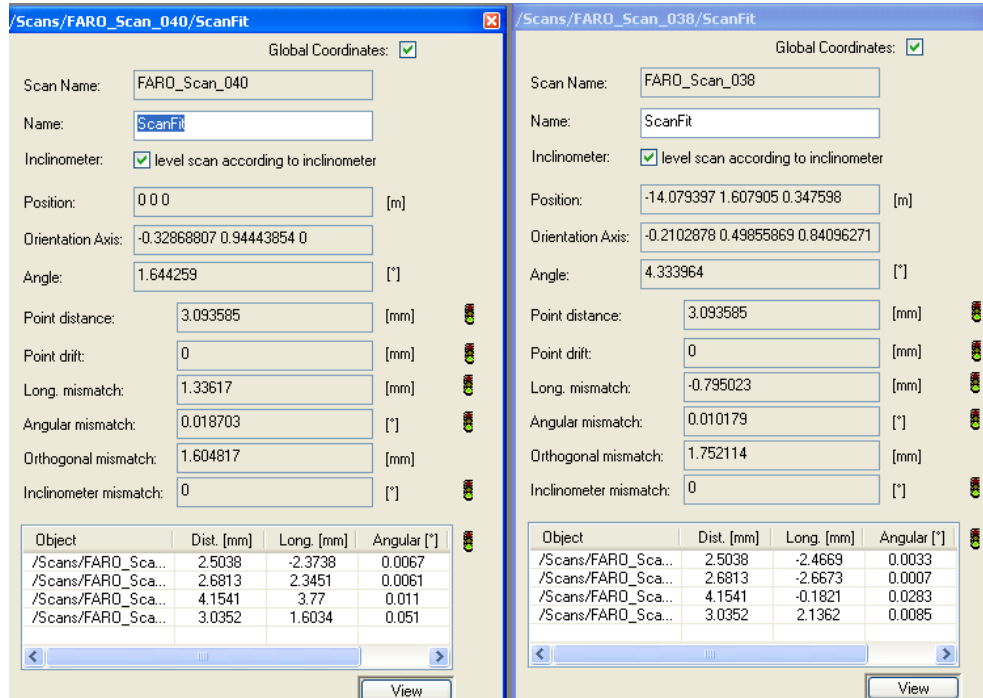 /Scans/FARO_Scan_040/ScanFit
Global Coordinates:
Scan Name: FARO_Scan_040
Name: ScanFit
Inclinometer: level scan according to inclinometer
Position: 0 0 0 [m]
Orientation Axis: -0.32868807 0.94443854 0
Angle: 1.644259 [°]
Point distance: 3.093585 [mm]
Point drift: 0 [mm]
Long. mismatch: 1.33617 [mm]
Angular mismatch: 0.018703 [°]
Orthogonal mismatch: 1.604817 [mm]
Inclinometer mismatch: 0 [°]
Object Dist. [mm] Long. [mm] Angular [°]
/Scans/FARO_Sca... 2.5038 -2.3738 0.0067
/Scans/FARO_Sca... 2.6813 2.3451 0.0061
/Scans/FARO_Sca... 4.1541 3.77 0.011
/Scans/FARO_Sca... 3.0352 1.6034 0.051
View
/Scans/FARO_Scan_038/ScanFit
Global Coordinates:
Scan Name: FARO_Scan_038
Name: ScanFit
Inclinometer: level scan according to inclinometer
Position: -14.079397 1.607905 0.347598 [m]
Orientation Axis: -0.2102878 0.49855869 0.84096271
Angle: 4.333964 [°]
Point distance: 3.093585 [mm]
Point drift: 0 [mm]
Long. mismatch: -0.795023 [mm]
Angular mismatch: 0.010179 [°]
Orthogonal mismatch: 1.752114 [mm]
Inclinometer mismatch: 0 [°]
Object Dist. [mm] Long. [mm] Angular [°]
/Scans/FARO_Sca... 2.5038 -2.4669 0.0033
/Scans/FARO_Sca... 2.6813 -2.6673 0.0007
/Scans/FARO_Sca... 4.1541 -0.1821 0.0283
/Scans/FARO_Sca... 3.0352 2.1362 0.0085
View